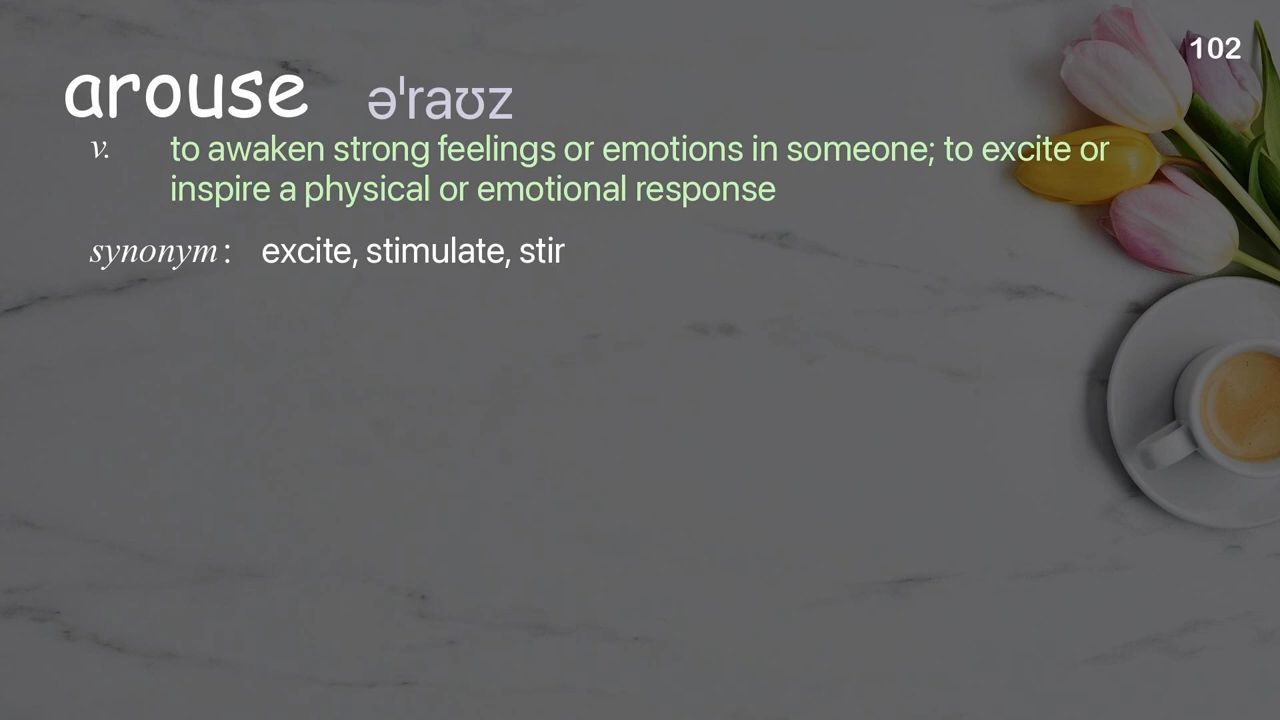 102
arouse əˈraʊz
v. to awaken strong feelings or emotions in someone; to excite or
inspire a physical or emotional response
synonym: excite, stimulate, stir